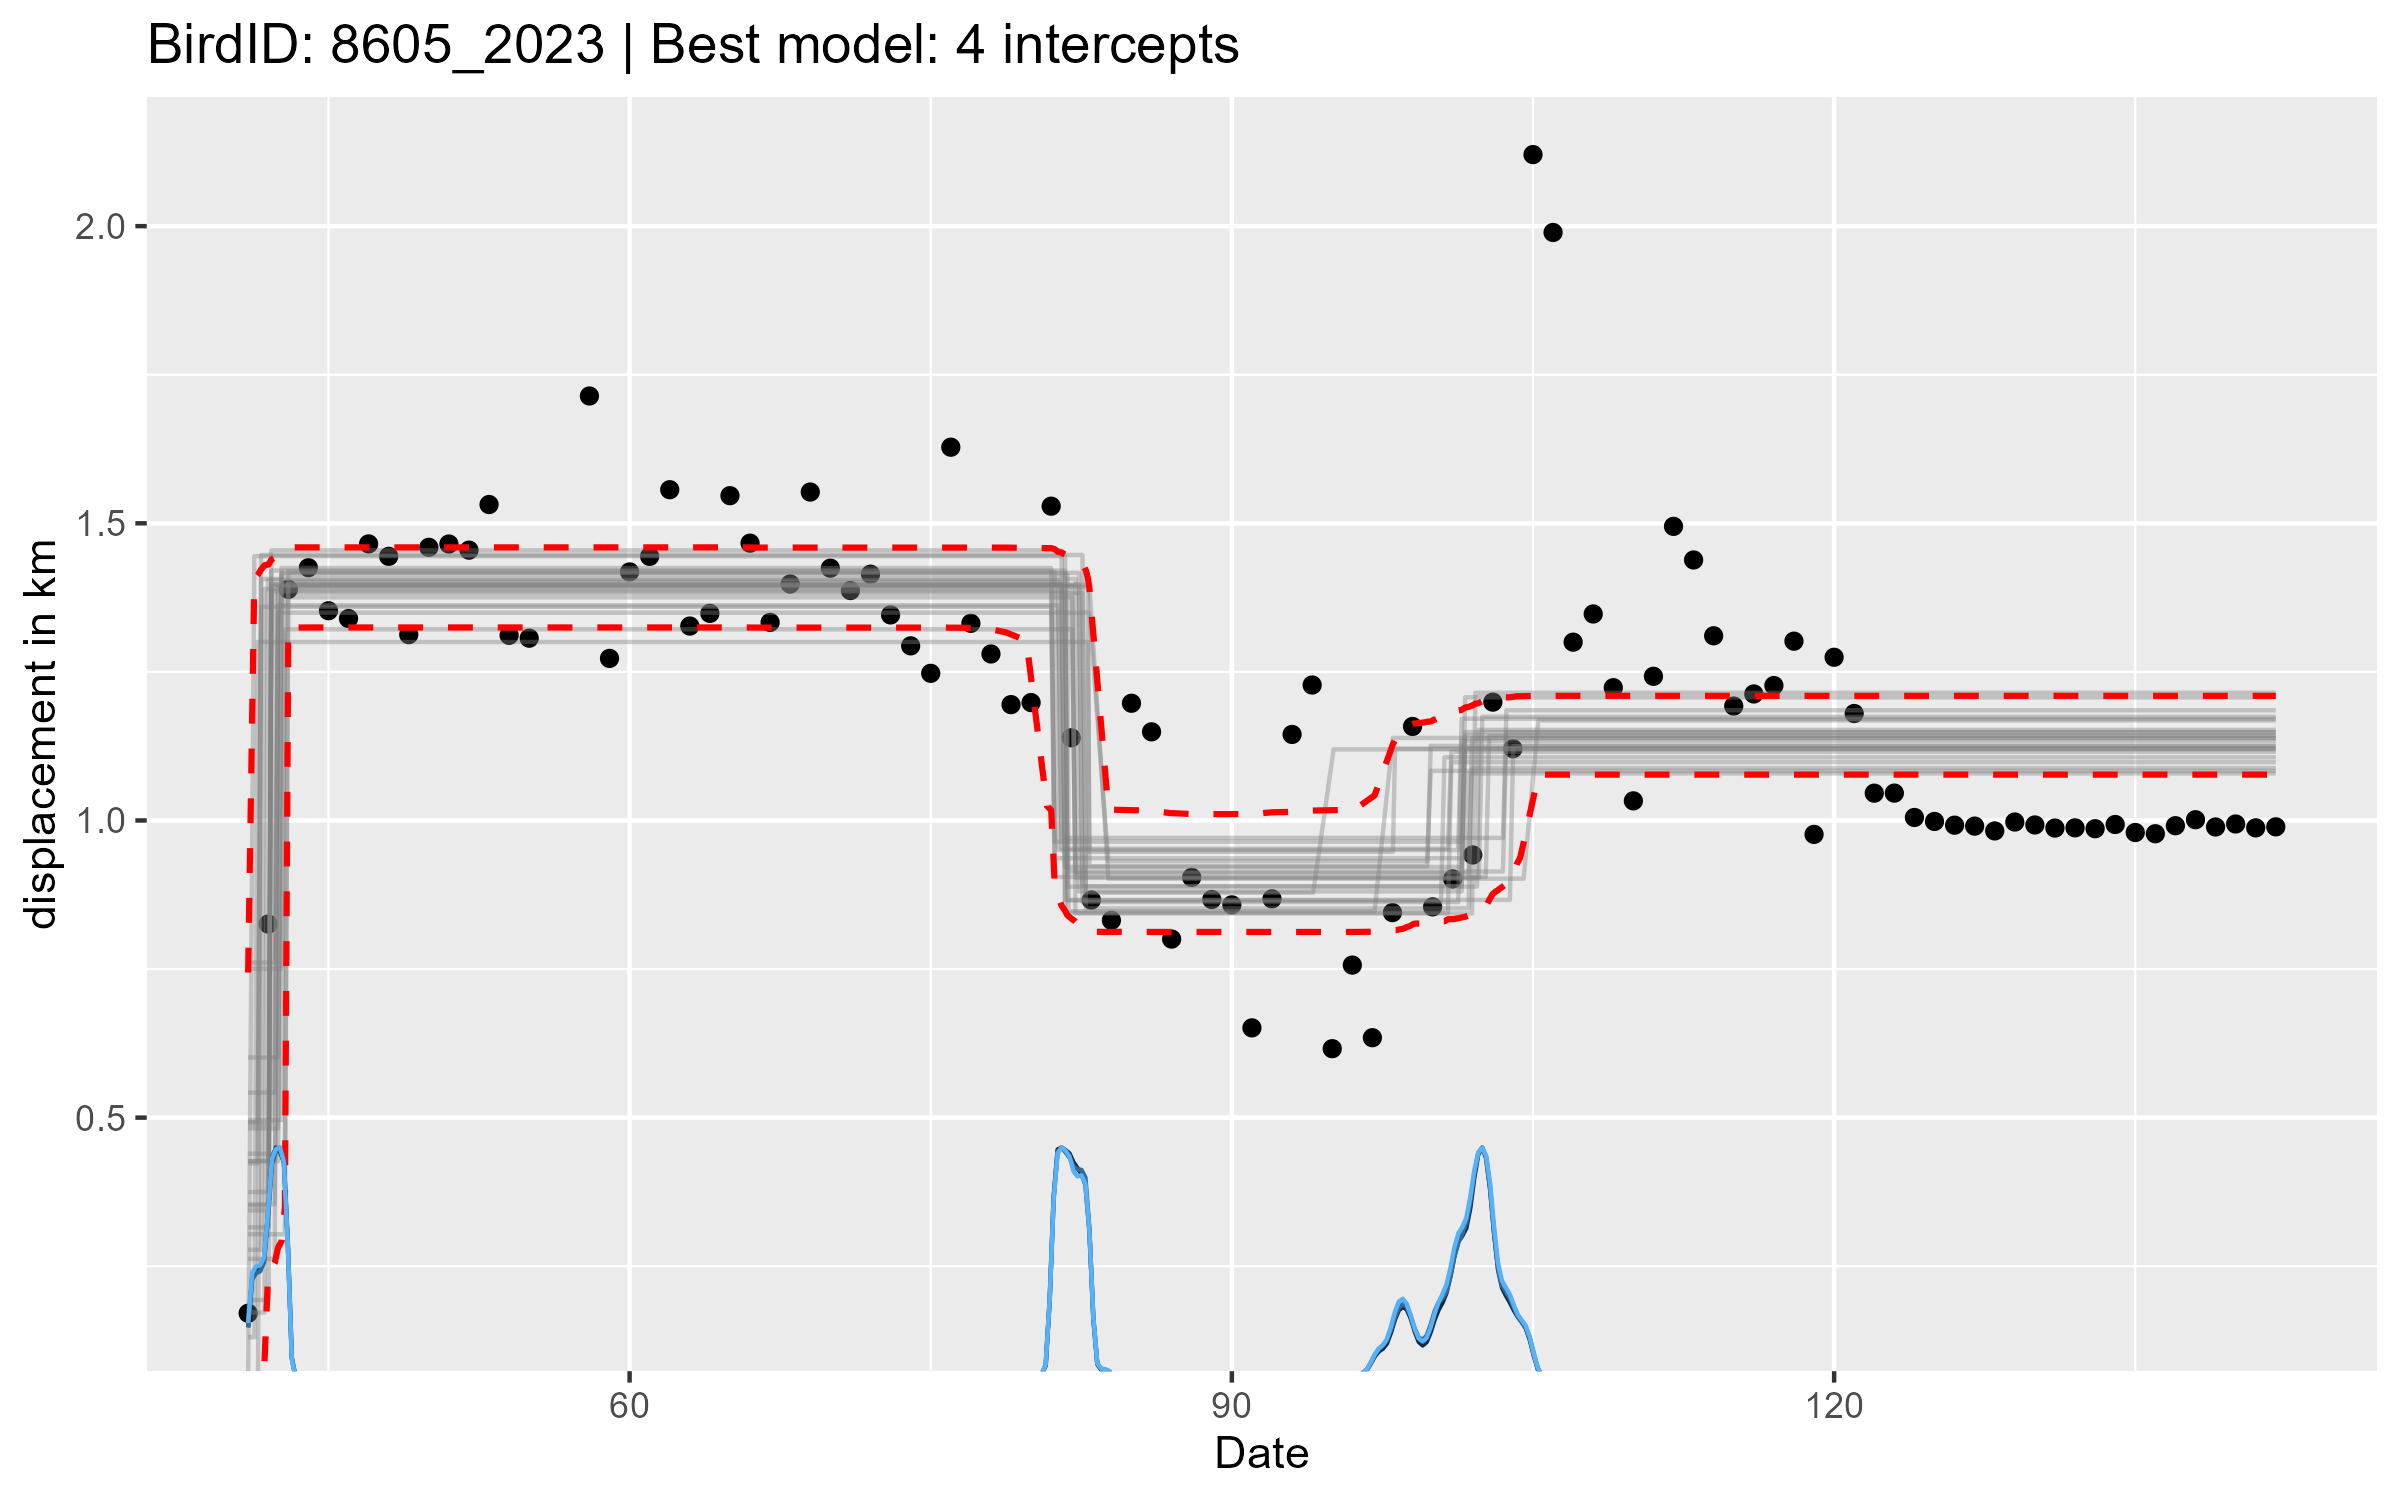 BirdID: 8605_2023 | Best model: 4 intercepts
2.0
1.5
1.0
0.5
displacement in km
60
90
120
Date